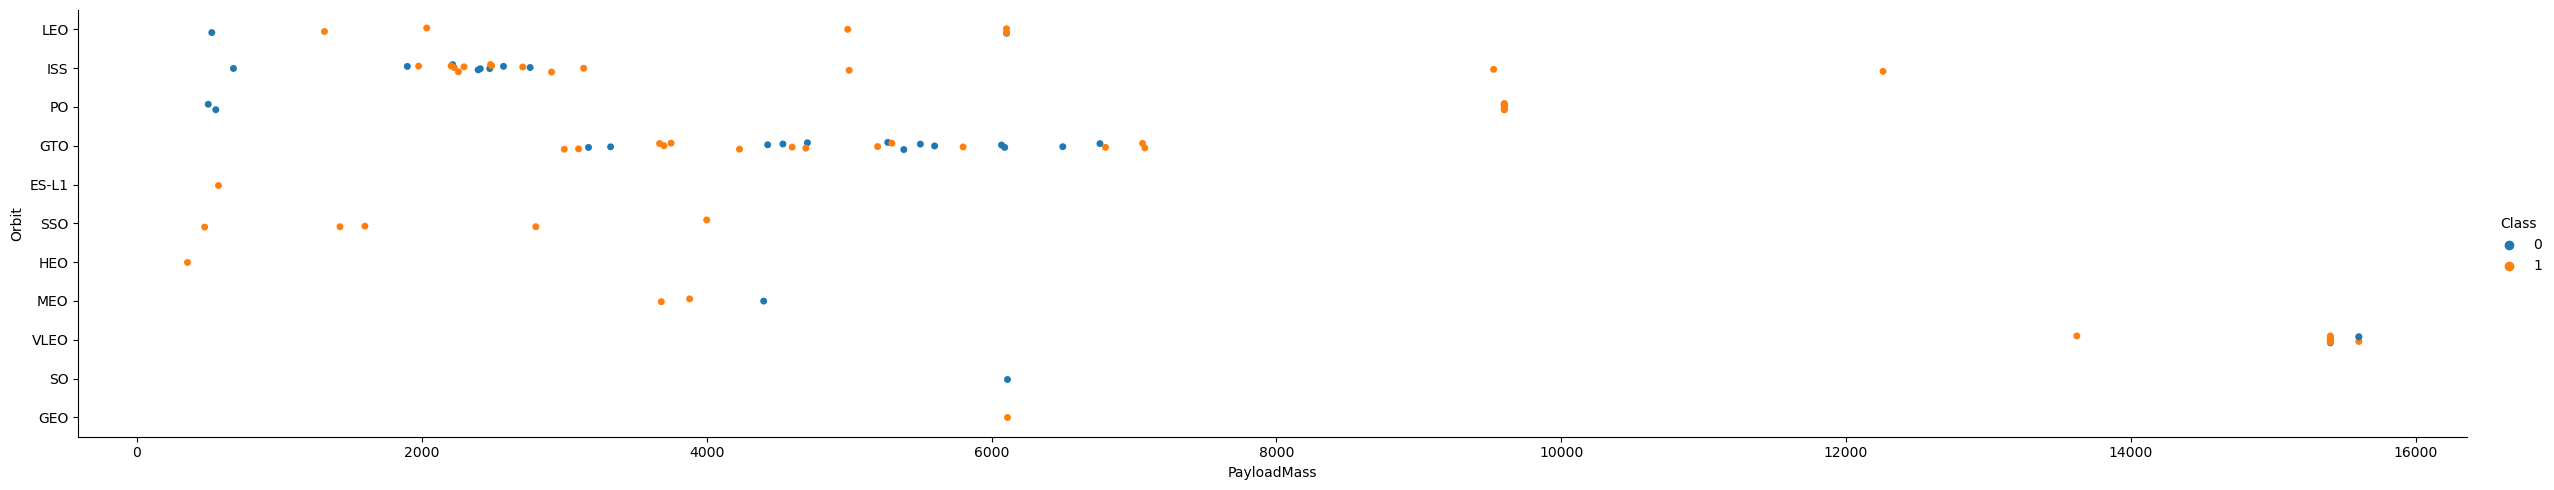 Orbit
LEO
ISS
PO
GTO
ES-L1
SSO
HEO
MEO
VLEO
SO
GEO
0 2000 4000 6000 8000 10000 12000 14000 16000
PayloadMass
Class
0
1